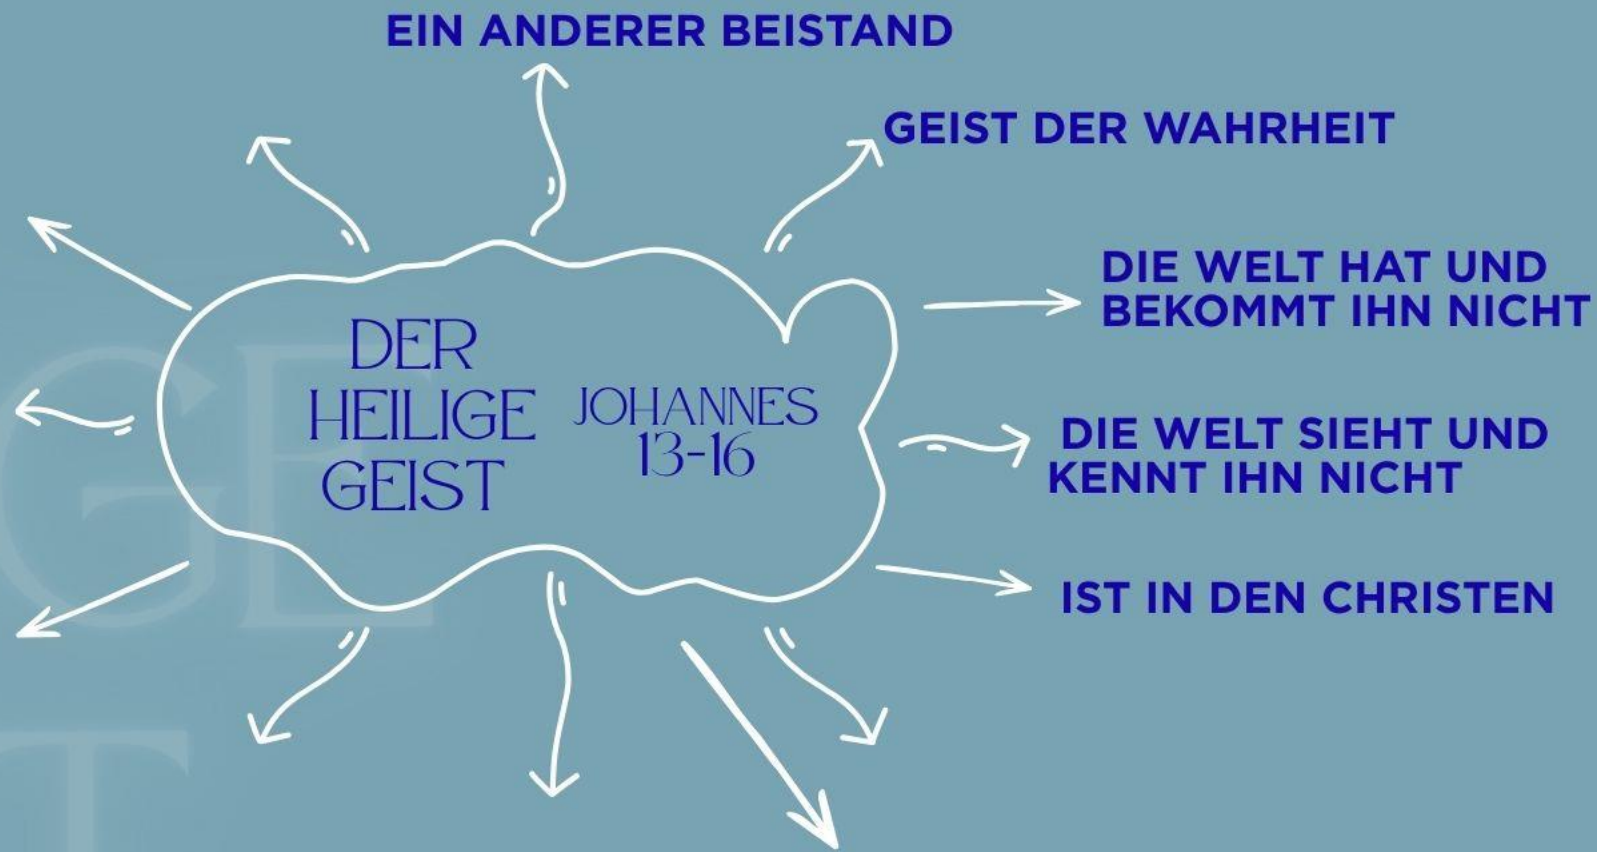 EIN ANDERER BEISTAND
GEIST DER WAHRHEIT
DIE WELT HAT UND
BEKOMMT IHN NICHT
DER
HEILIGE
GEIST
JOHANNES
13-16
DIE WELT SIEHT UND
KENNT IHN NICHT
IST IN DEN CHRISTEN
GE
T